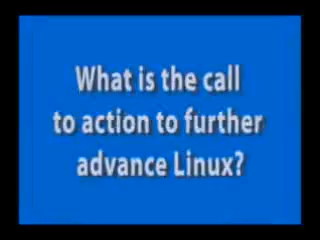 What is the call
to action to further
advance Linux?